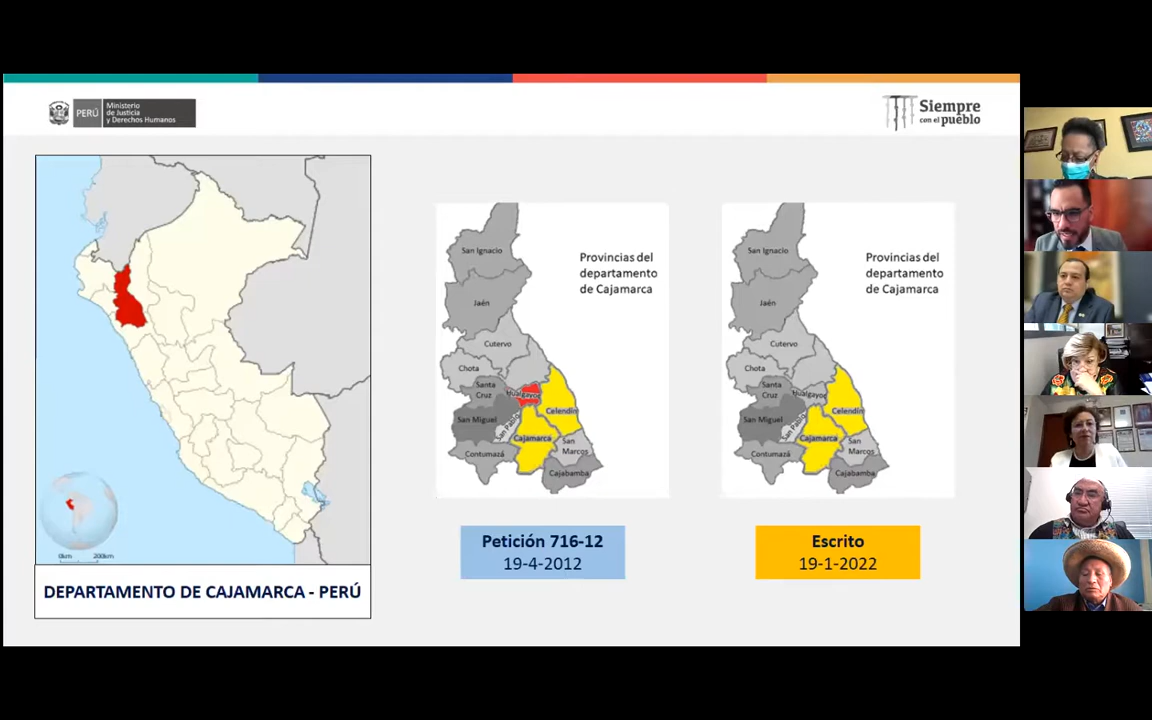 PERÚ
Ministerio
de Justicia
y Derechos Humanos
Siempre
con el pueblo
0km 200km
DEPARTAMENTO DE CAJAMARCA - PERÚ
San Ignacio
Provincias del
departamento
de Cajamarca
Jaén
Cutervo
Chota
Santa
Cruz
Hualgayoc
Celendín
San Miguel
San Pablo
Cajamarca
San
Marcos
Contumazá
Cajabamba
Petición 716-12
19-4-2012
San Ignacio
Provincias del
departamento
de Cajamarca
Jaén
Cutervo
Chota
Santa
Cruz
Hualgayoc
Celendín
San Miguel
San Pablo
Cajamarca
San
Marcos
Contumazá
Cajabamba
Escrito
19-1-2022